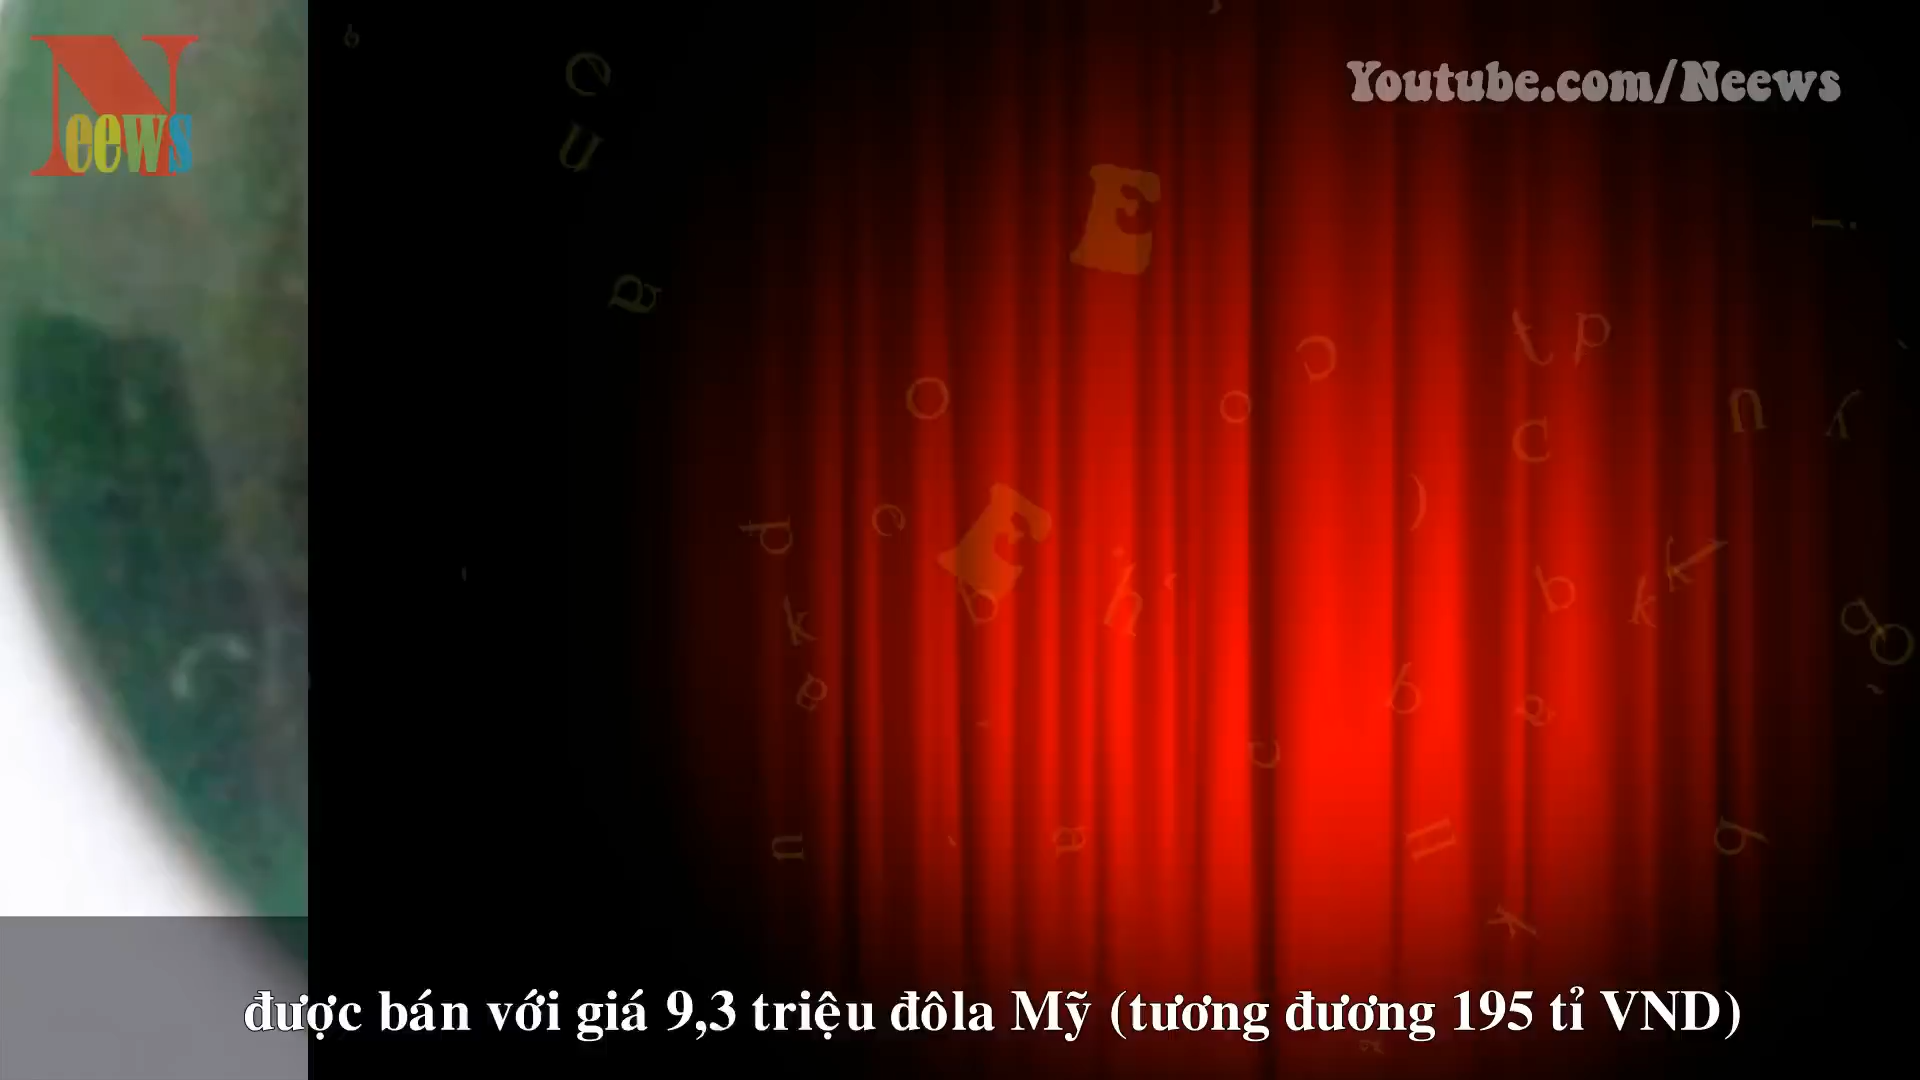 Neews
Youtube.com/Neews
E
E
được bán với giá 9,3 triệu đôla Mỹ (tương đương 195 tỉ VND)